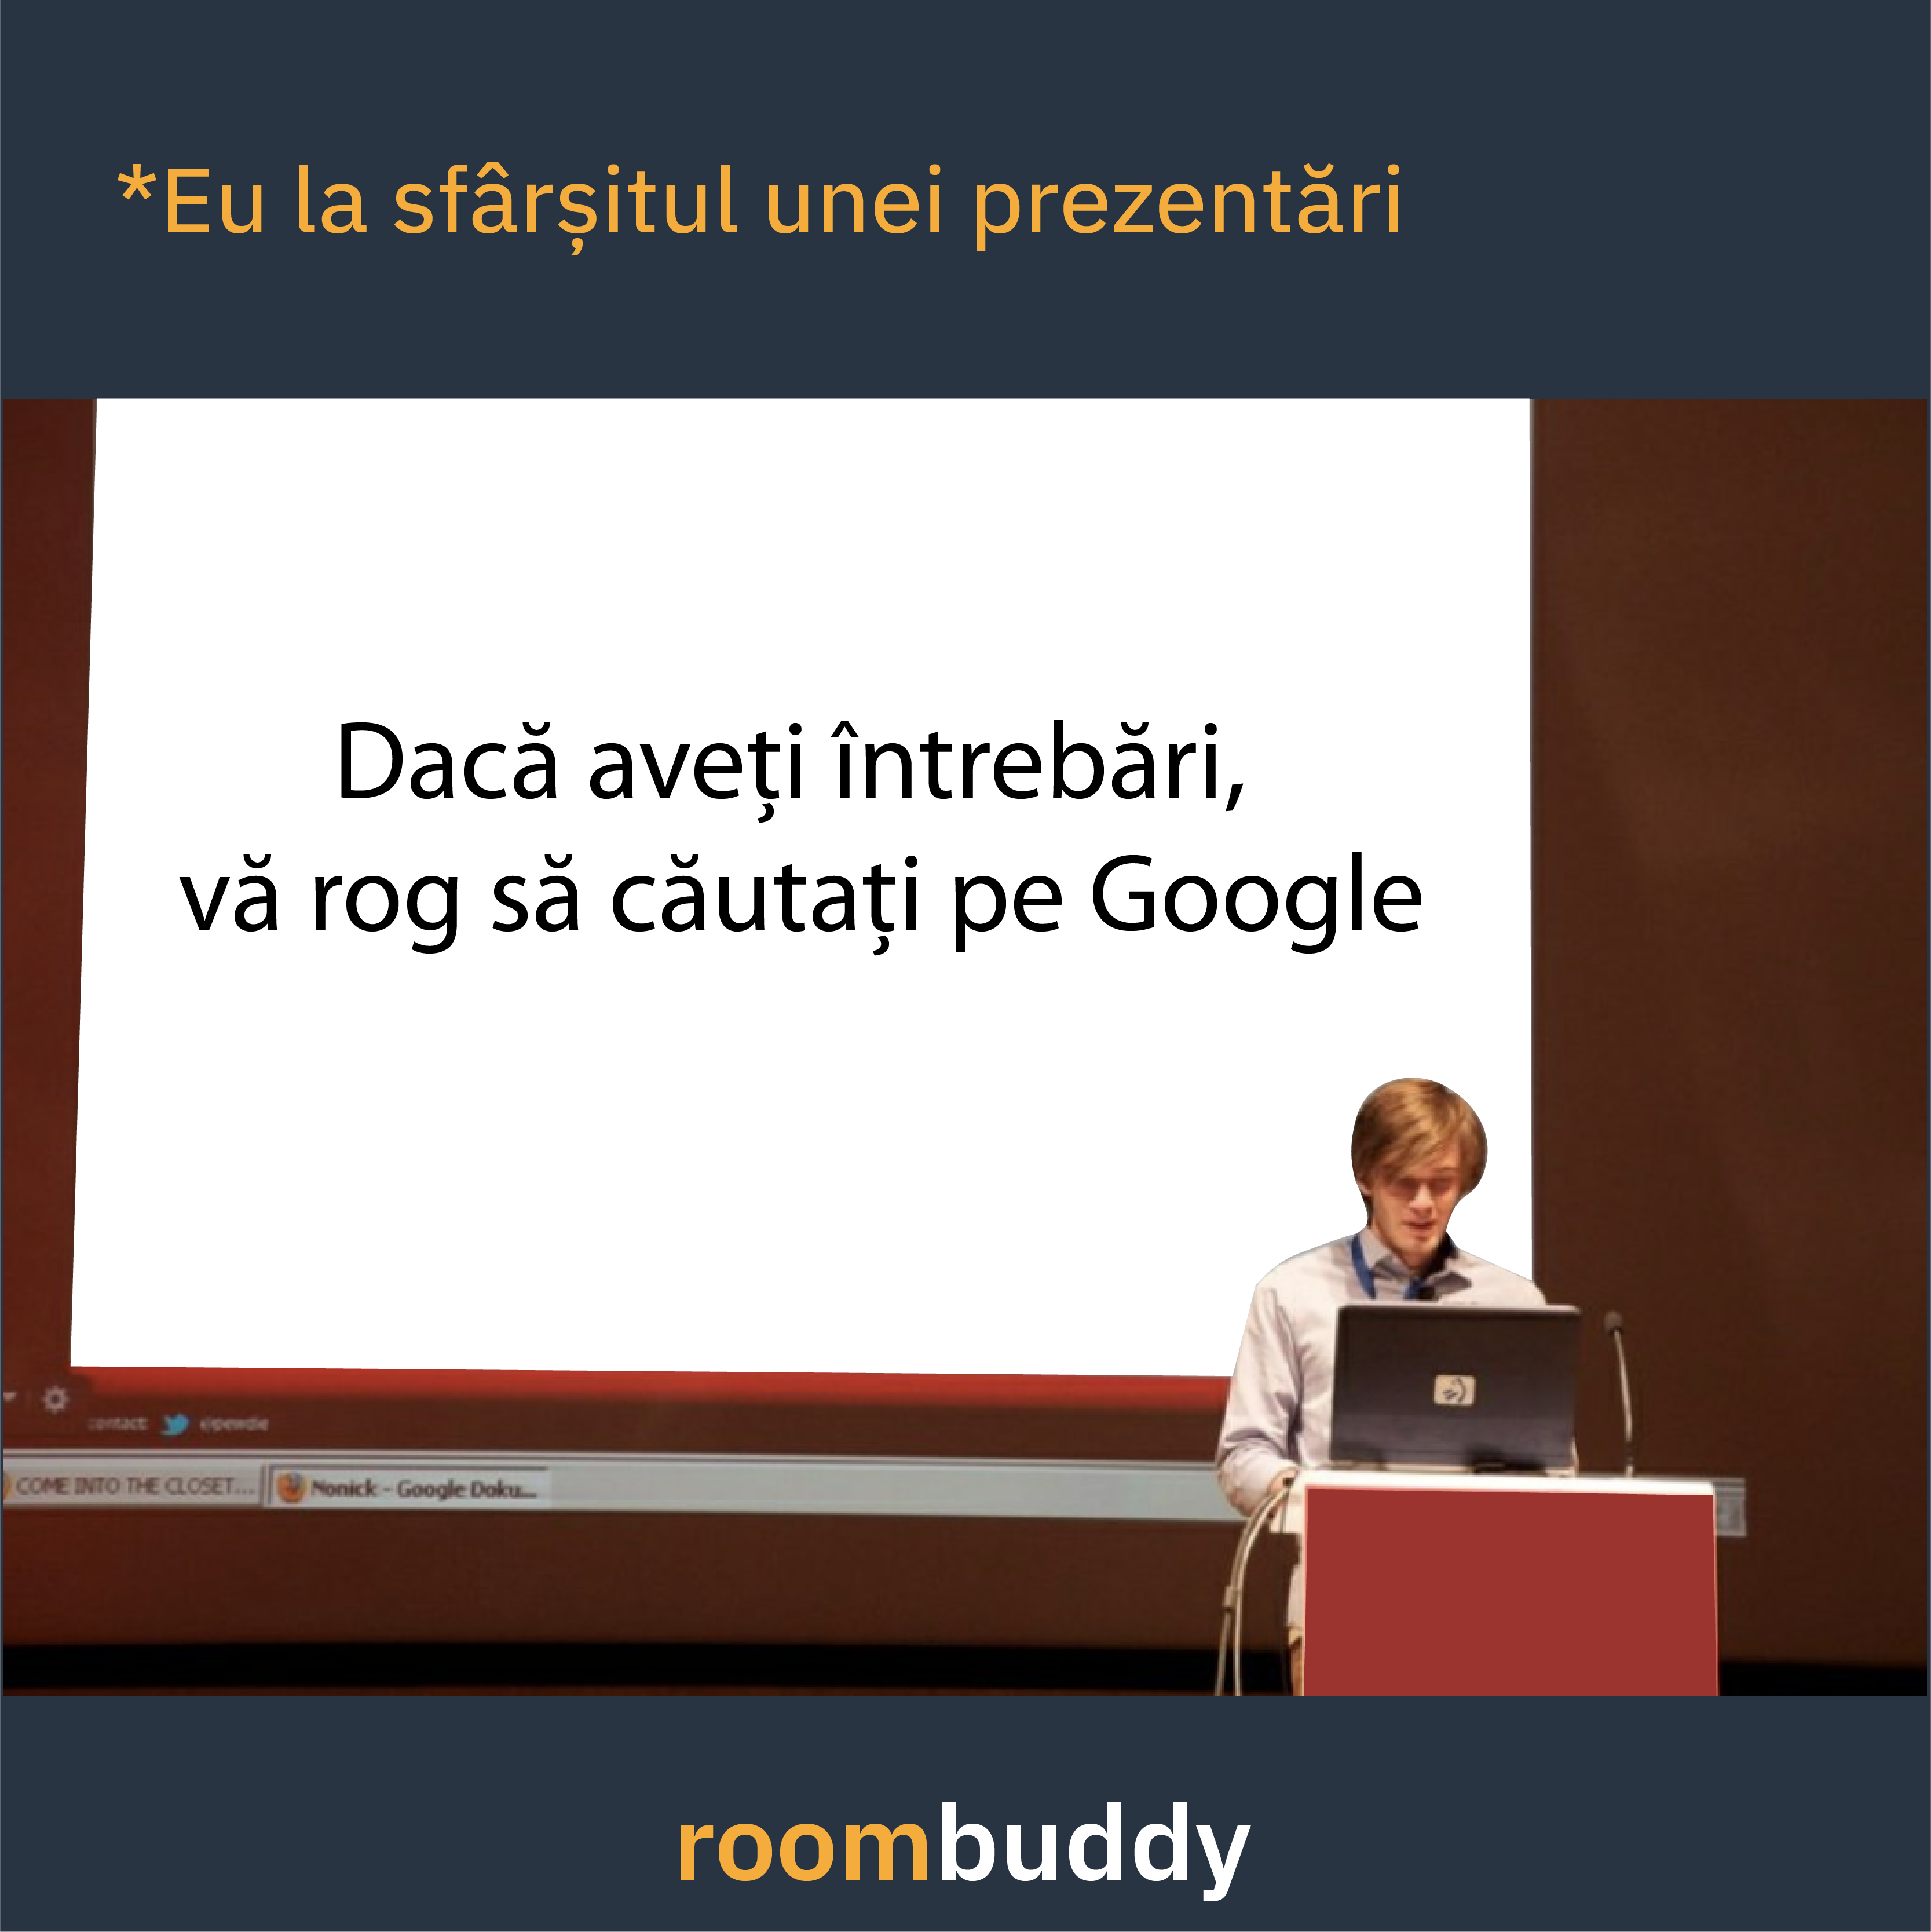 *Eu la sfârșitul unei prezentări
Dacă aveți întrebări,
vă rog să căutați pe Google
contact @pewdie
COME INTO THE CLOSET...
Nonick - Google Doku...
roombuddy